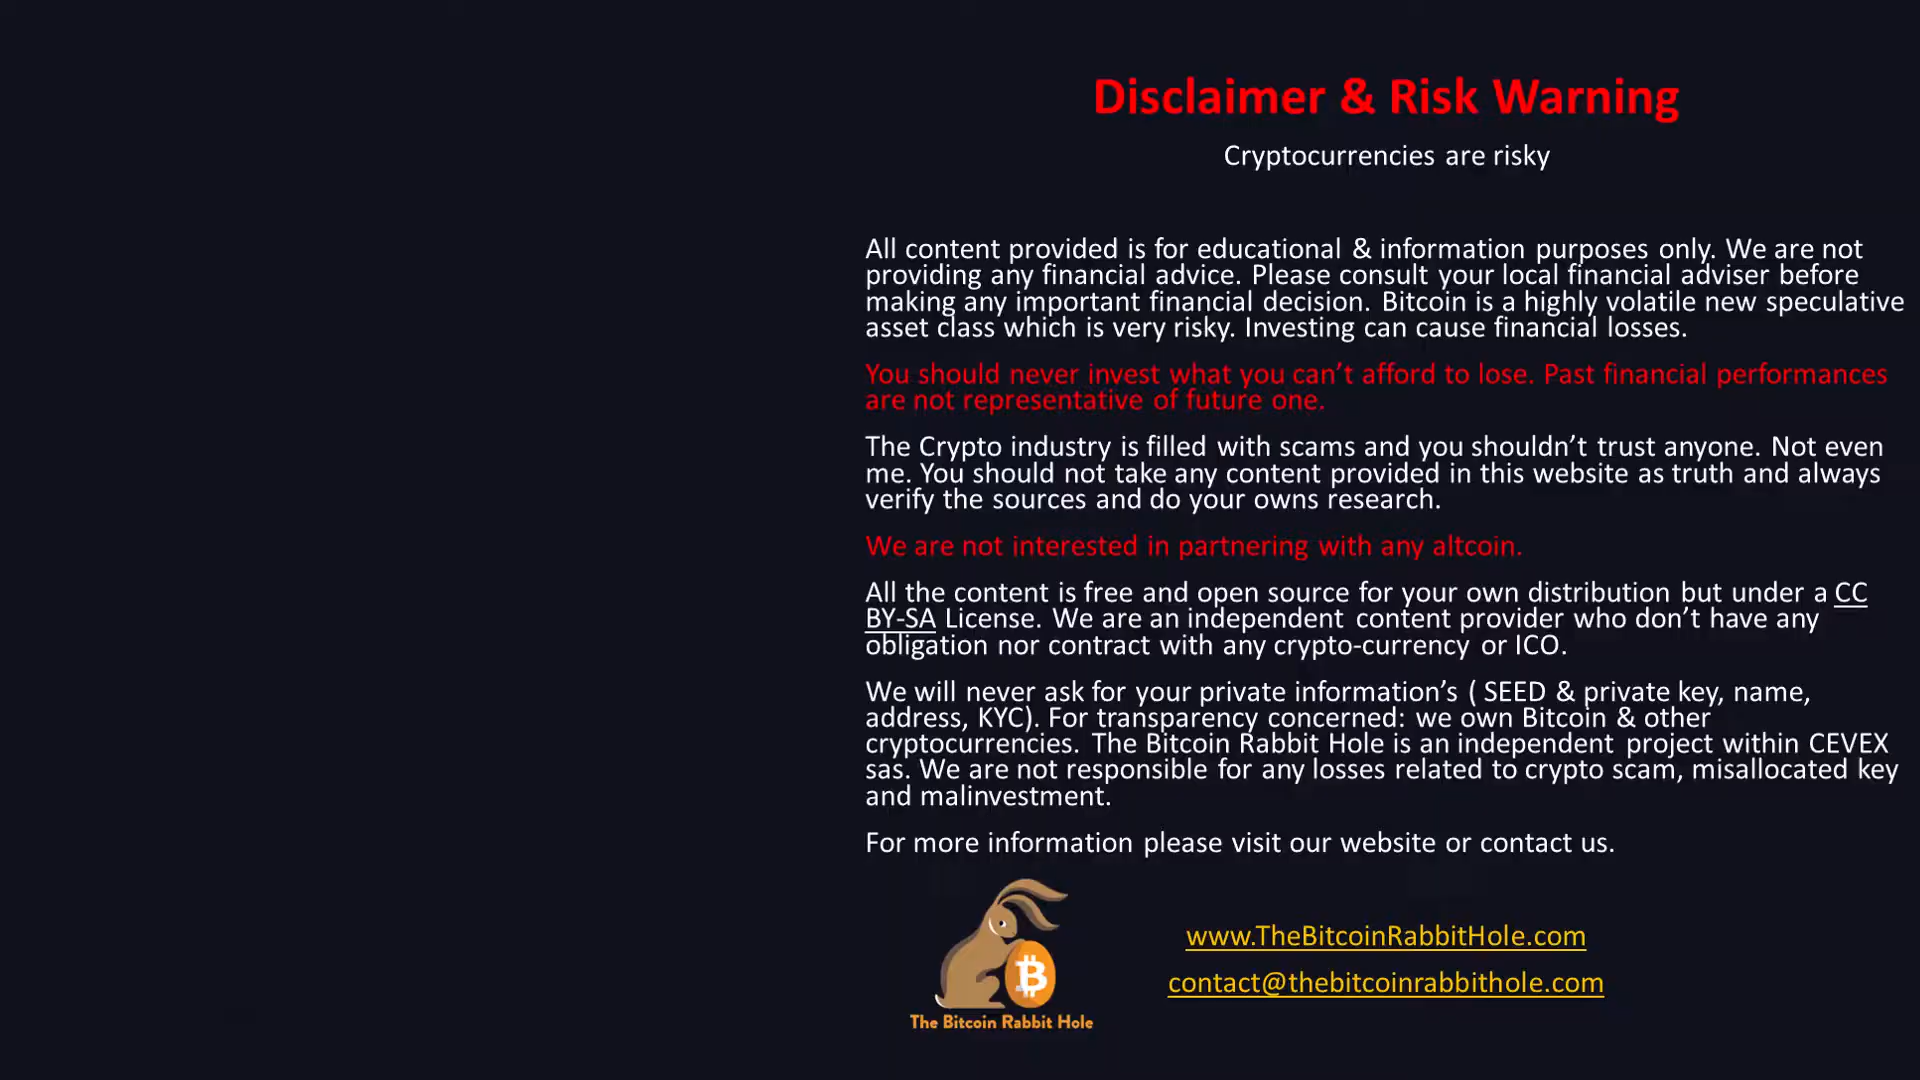 Disclaimer & Risk Warning
Cryptocurrencies are risky
All content provided is for educational & information purposes only. We are not
providing any financial advice. Please consult your local financial adviser before
making any important financial decision. Bitcoin is a highly volatile new speculative
asset class which is very risky. Investing can cause financial losses.
You should never invest what you can’t afford to lose. Past financial performances
are not representative of future one.
The Crypto industry is filled with scams and you shouldn’t trust anyone. Not even
me. You should not take any content provided in this website as truth and always
verify the sources and do your owns research.
We are not interested in partnering with any altcoin.
All the content is free and open source for your own distribution but under a CC
BY-SA License. We are an independent content provider who don’t have any
obligation nor contract with any crypto-currency or ICO.
We will never ask for your private information’s ( SEED & private key, name,
address, KYC). For transparency concerned: we own Bitcoin & other
cryptocurrencies. The Bitcoin Rabbit Hole is an independent project within CEVEX
sas. We are not responsible for any losses related to crypto scam, misallocated key
and malinvestment.
For more information please visit our website or contact us.
www.TheBitcoinRabbitHole.com
contact@thebitcoinrabbithole.com
The Bitcoin Rabbit Hole